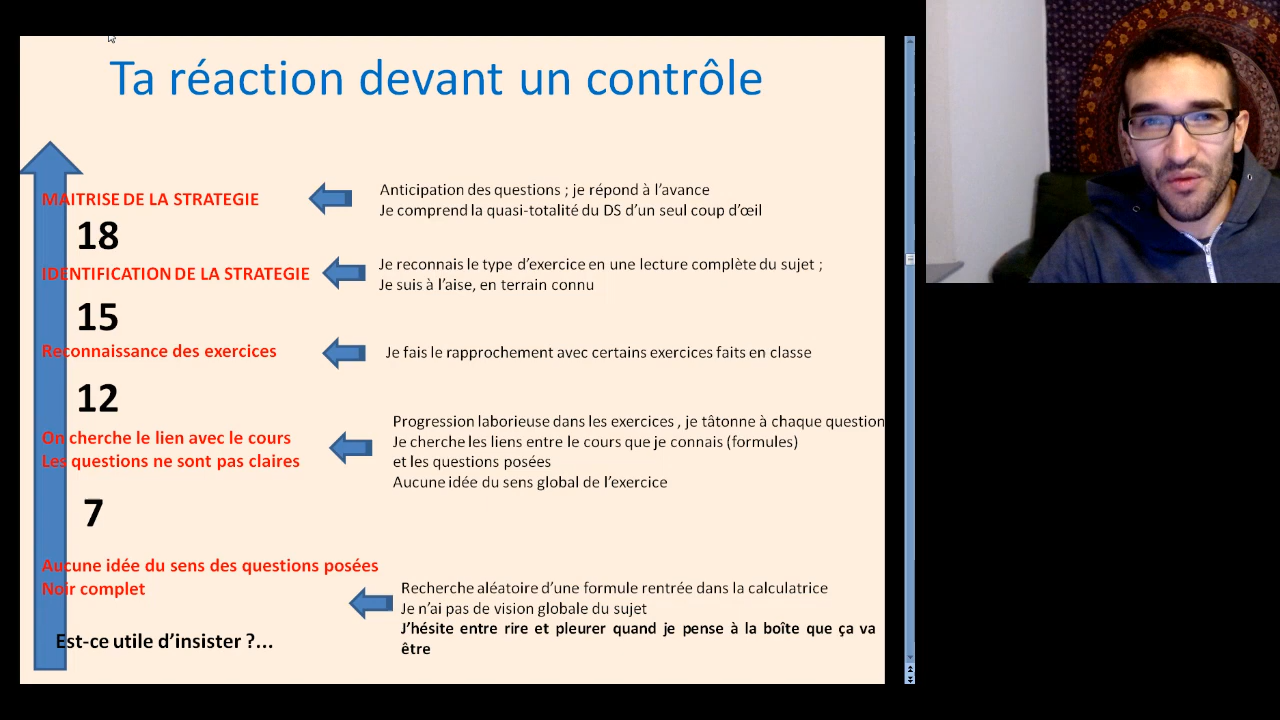 Ta réaction devant un contrôle
MAITRISE DE LA STRATEGIE
Anticipation des questions ; je répond à l'avance
Je comprend la quasi-totalité du DS d'un seul coup d'œil
18
IDENTIFICATION DE LA STRATEGIE
Je reconnais le type d'exercice en une lecture complète du sujet ;
Je suis à l'aise, en terrain connu
15
Reconnaissance des exercices
Je fais le rapprochement avec certains exercices faits en classe
12
On cherche le lien avec le cours
Les questions ne sont pas claires
Progression laborieuse dans les exercices , je tâtonne à chaque question
Je cherche les liens entre le cours que je connais (formules)
et les questions posées
Aucune idée du sens global de l'exercice
7
Aucune idée du sens des questions posées
Noir complet
Recherche aléatoire d'une formule rentrée dans la calculatrice
Je n'ai pas de vision globale du sujet
J'hésite entre rire et pleurer quand je pense à la boîte que ça va
être
Est-ce utile d'insister ?...